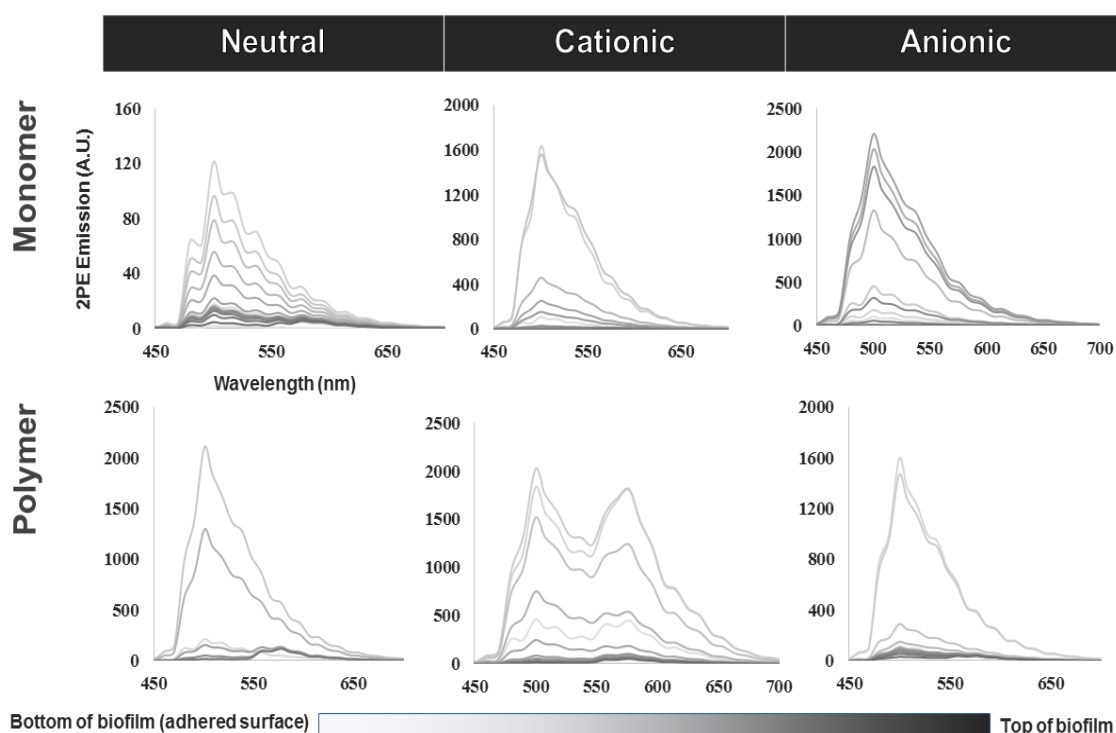 Neutral Cationic Anionic
Monomer
2PE Emission (A.U.)
160
120
80
40
0
450 550 650
Wavelength (nm)
2000
1600
1200
800
400
0
450 500 550 600 650
2500
2000
1500
1000
500
0
450 500 550 600 650 700
Polymer
2500
2000
1500
1000
500
0
450 550 650
2500
2000
1500
1000
500
0
450 500 550 600 650 700
2000
1600
1200
800
400
0
450 550 650
Bottom of biofilm (adhered surface) Top of biofilm